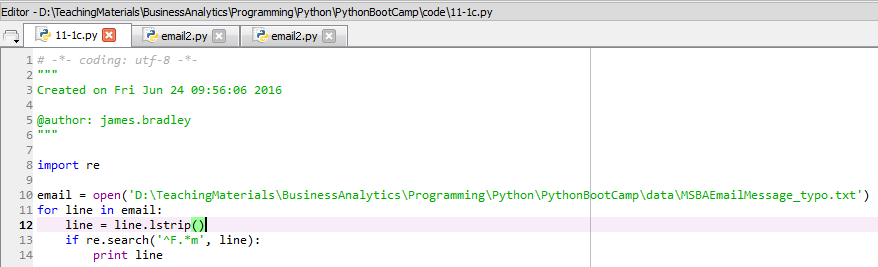 Editor - D:\TeachingMaterials\BusinessAnalytics\Programming\Python\PythonBootCamp\code\11-1c.py
11-1c.py email2.py email2.py
1 # -*- coding: utf-8 -*-
2 """
3 Created on Fri Jun 24 09:56:06 2016
4
5 @author: james.bradley
6 """
7
8 import re
9
10 email = open('D:\TeachingMaterials\BusinessAnalytics\Programming\Python\PythonBootCamp\data\MSBAEmailMessage_typo.txt')
11 for line in email:
12     line = line.lstrip()
13     if re.search('^F.*m', line):
14         print line